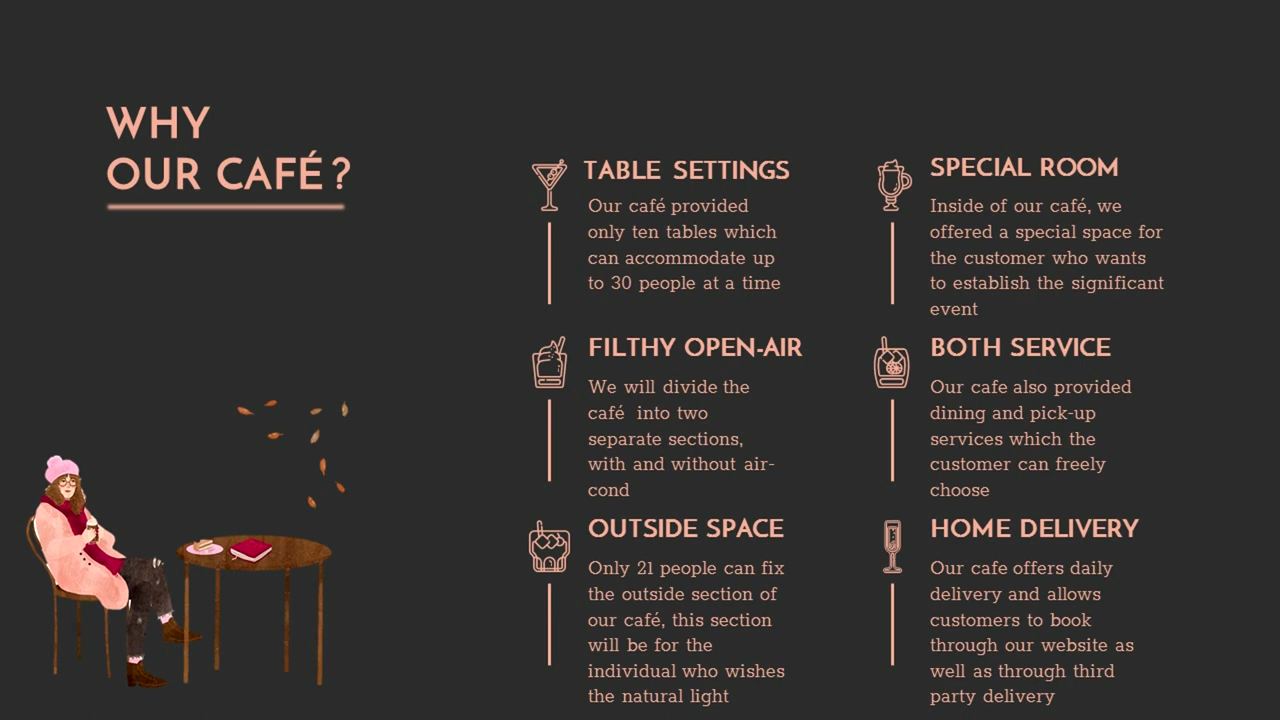 WHY
OUR CAFÉ ?
TABLE SETTINGS
Our café provided
only ten tables which
can accommodate up
to 30 people at a time
SPECIAL ROOM
Inside of our café, we
offered a special space for
the customer who wants
to establish the significant
event
FILTHY OPEN-AIR
We will divide the
café into two
separate sections,
with and without air-
cond
BOTH SERVICE
Our cafe also provided
dining and pick-up
services which the
customer can freely
choose
OUTSIDE SPACE
Only 21 people can fix
the outside section of
our café, this section
will be for the
individual who wishes
the natural light
HOME DELIVERY
Our cafe offers daily
delivery and allows
customers to book
through our website as
well as through third
party delivery